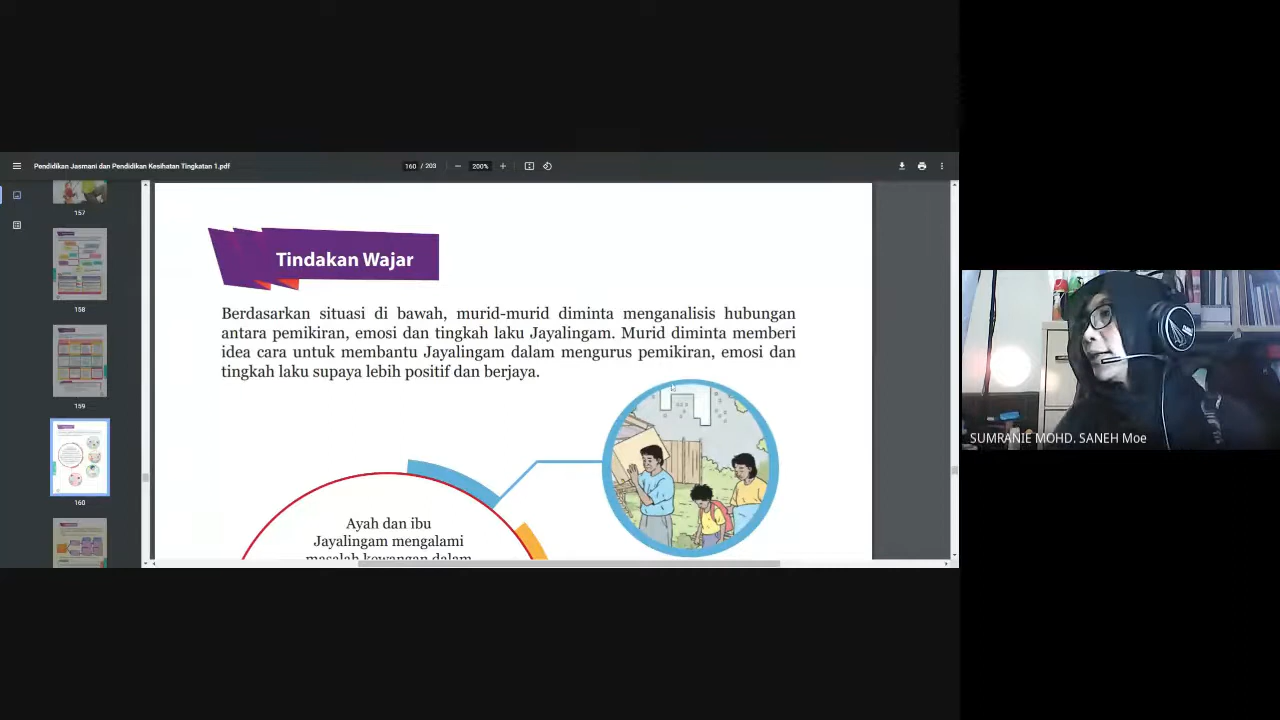 Pendidikan Jasmani dan Pendidikan Kesihatan Tingkatan 1.pdf
160 / 203
200%
157
158
159
160
Tindakan Wajar
Berdasarkan situasi di bawah, murid-murid diminta menganalisis hubungan
antara pemikiran, emosi dan tingkah laku Jayalingam. Murid diminta memberi
idea cara untuk membantu Jayalingam dalam mengurus pemikiran, emosi dan
tingkah laku supaya lebih positif dan berjaya.
Ayah dan ibu
Jayalingam mengalami
masalah kewangan dalam
SUMRANIE MOHD. SANEH Moe